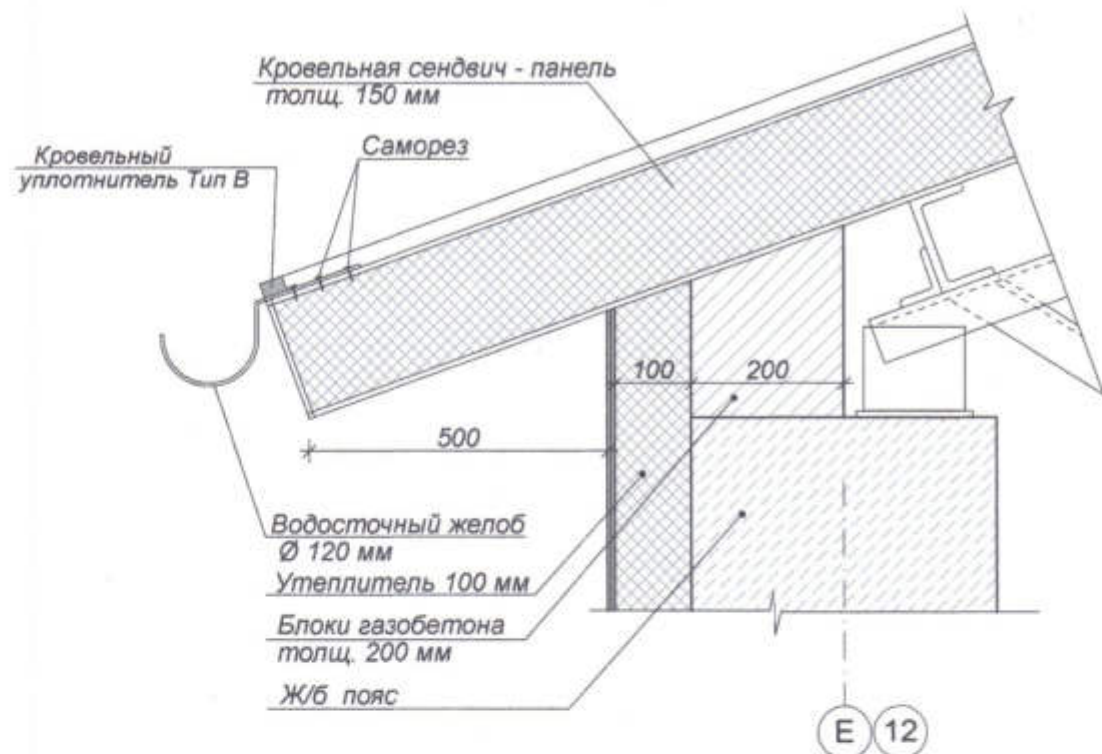 Кровельная сендвич - панель
толщ. 150 мм
Кровельный
уплотнитель Тип В
Саморез
100
200
500
Водосточный желоб
Ø 120 мм
Утеплитель 100 мм
Блоки газобетона
толщ. 200 мм
Ж/б пояс
Е 12